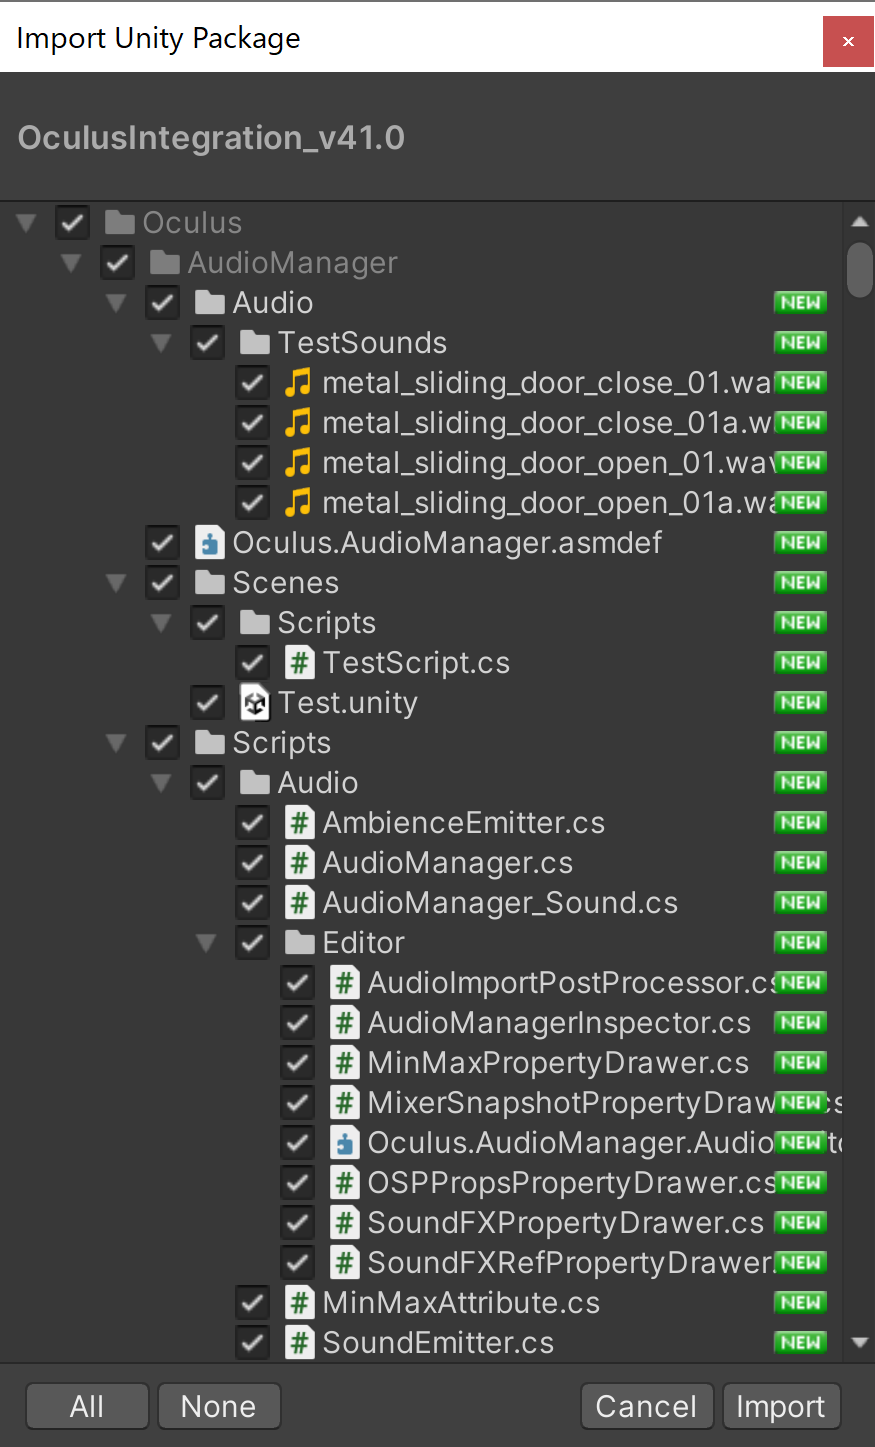 Import Unity Package
x
OculusIntegration_v41.0
Oculus
AudioManager
Audio NEW
TestSounds NEW
metal_sliding_door_close_01.wa NEW
metal_sliding_door_close_01a.w NEW
metal_sliding_door_open_01.wav NEW
metal_sliding_door_open_01a.wa NEW
Oculus.AudioManager.asmdef NEW
Scenes NEW
Scripts NEW
# TestScript.cs NEW
Test.unity NEW
Scripts NEW
Audio NEW
# AmbienceEmitter.cs NEW
# AudioManager.cs NEW
# AudioManager_Sound.cs NEW
Editor NEW
# AudioImportPostProcessor.cs NEW
# AudioManagerInspector.cs NEW
# MinMaxPropertyDrawer.cs NEW
# MixerSnapshotPropertyDraw NEW cs
Oculus.AudioManager.Audio NEW
# OSPPropsPropertyDrawer.cs NEW
# SoundFXPropertyDrawer.cs NEW
# SoundFXRefPropertyDrawer. NEW
# MinMaxAttribute.cs NEW
# SoundEmitter.cs NEW
All None Cancel Import